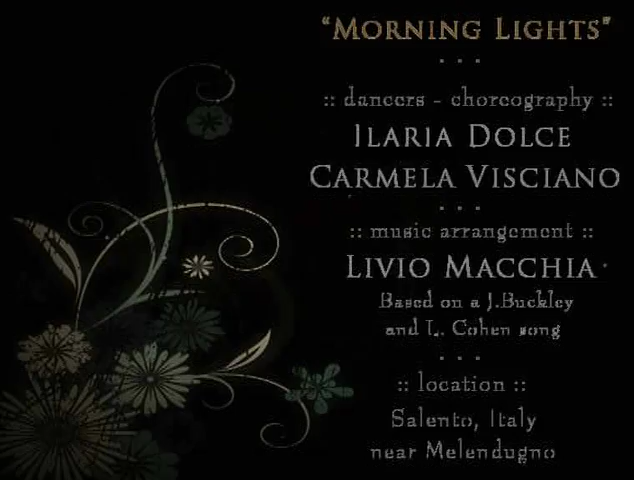 "MORNING LIGHTS"
. . .
:: dancers - choreography ::
ILARIA DOLCE
CARMELA VISCIANO
. . .
:: music arrangement ::
LIVIO MACCHIA
Based on a J.Buckley
and L. Cohen song
. . .
:: location ::
Salento, Italy
near Melendugno